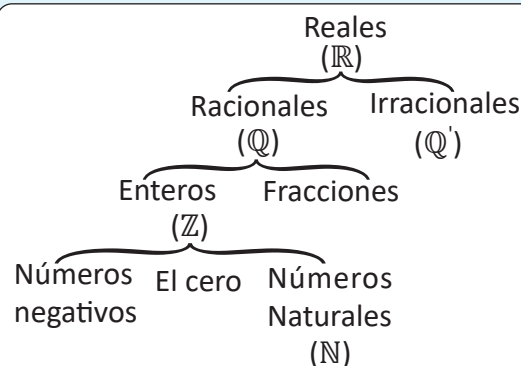 Reales
(ℝ)
Racionales Irracionales
(ℚ) (ℚ')
Enteros Fracciones
(ℤ)
Números El cero Números
negativos Naturales
(ℕ)